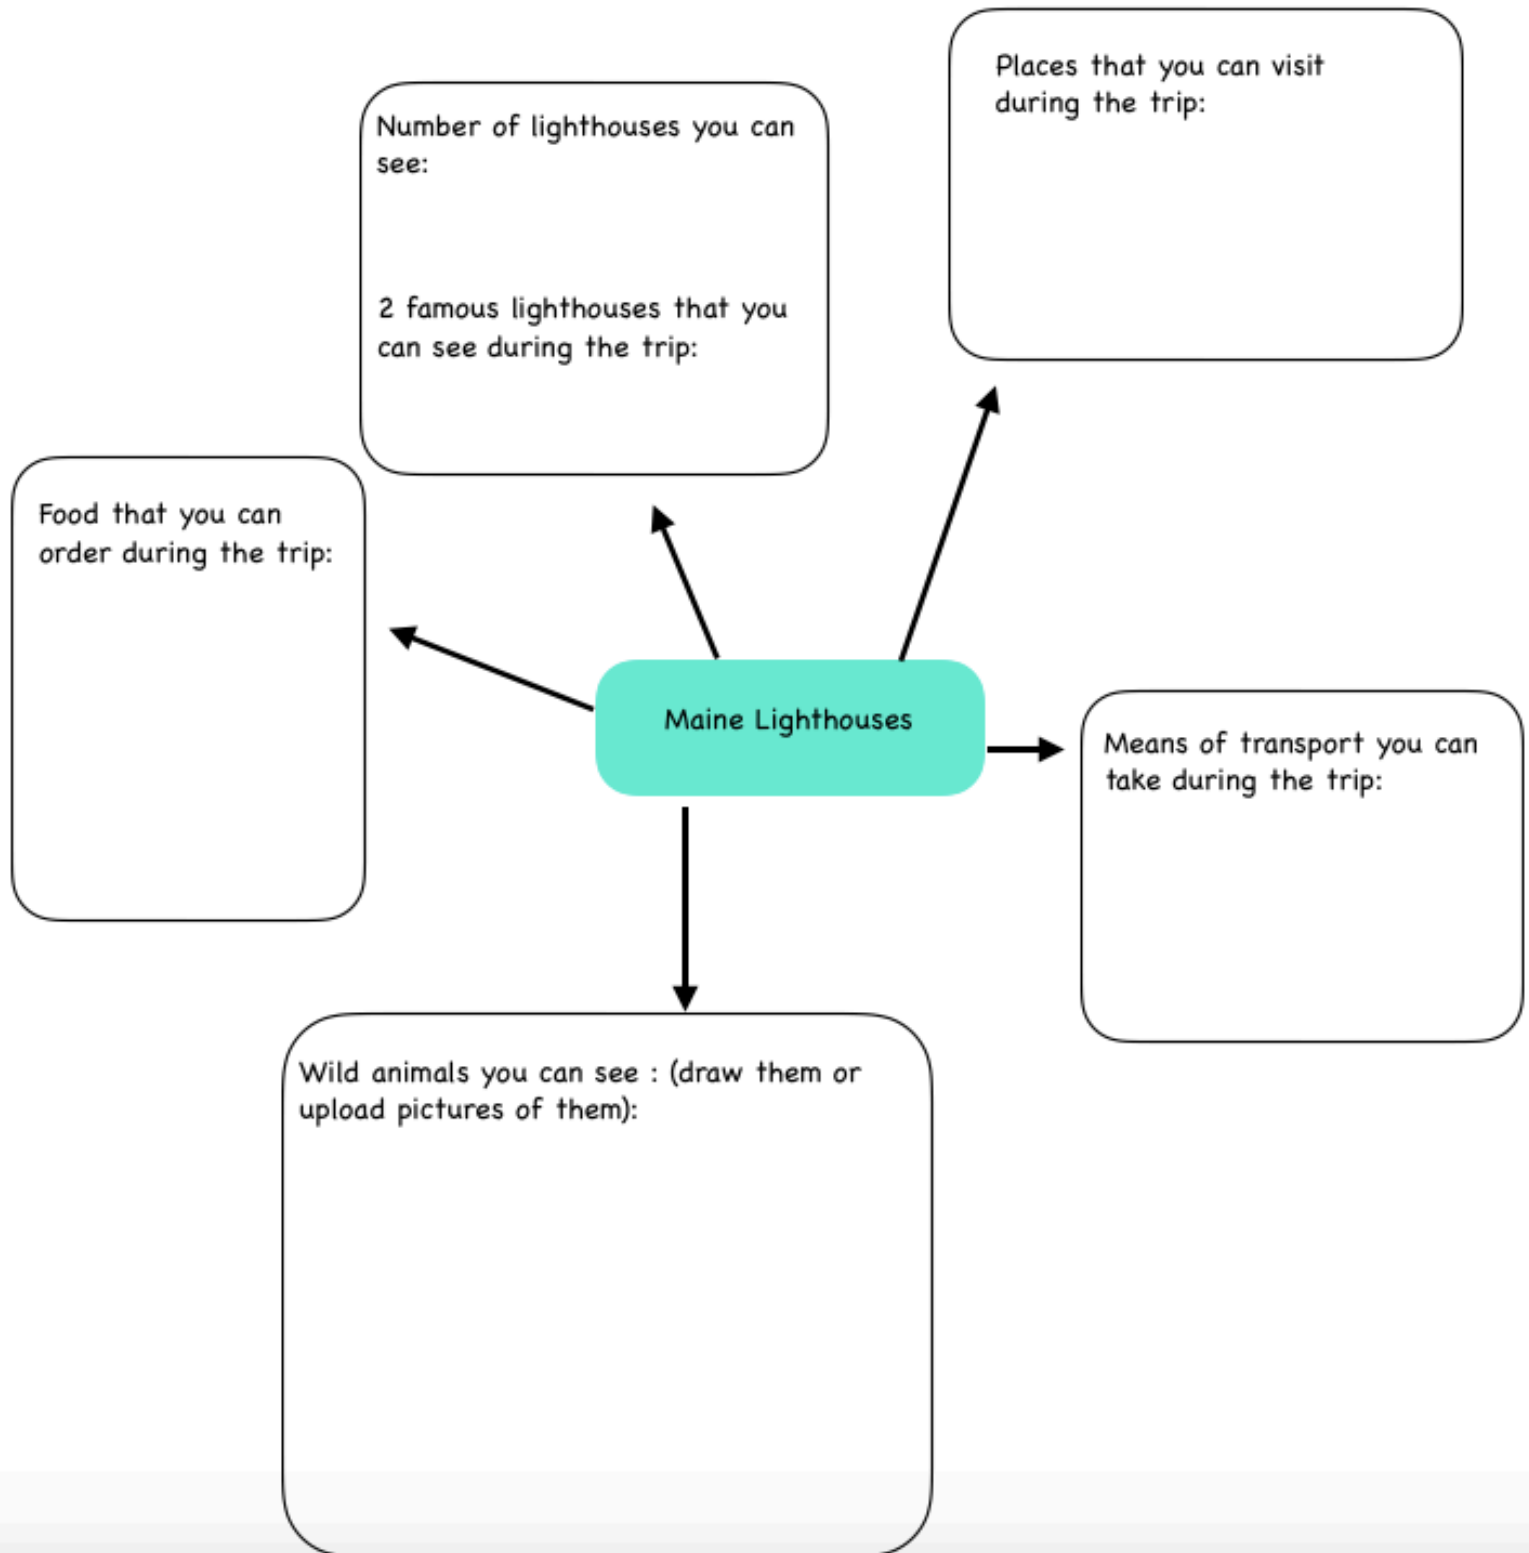 Places that you can visit
during the trip:
Number of lighthouses you can
see:
2 famous lighthouses that you
can see during the trip:
Food that you can
order during the trip:
Maine Lighthouses
Means of transport you can
take during the trip:
Wild animals you can see : (draw them or
upload pictures of them):